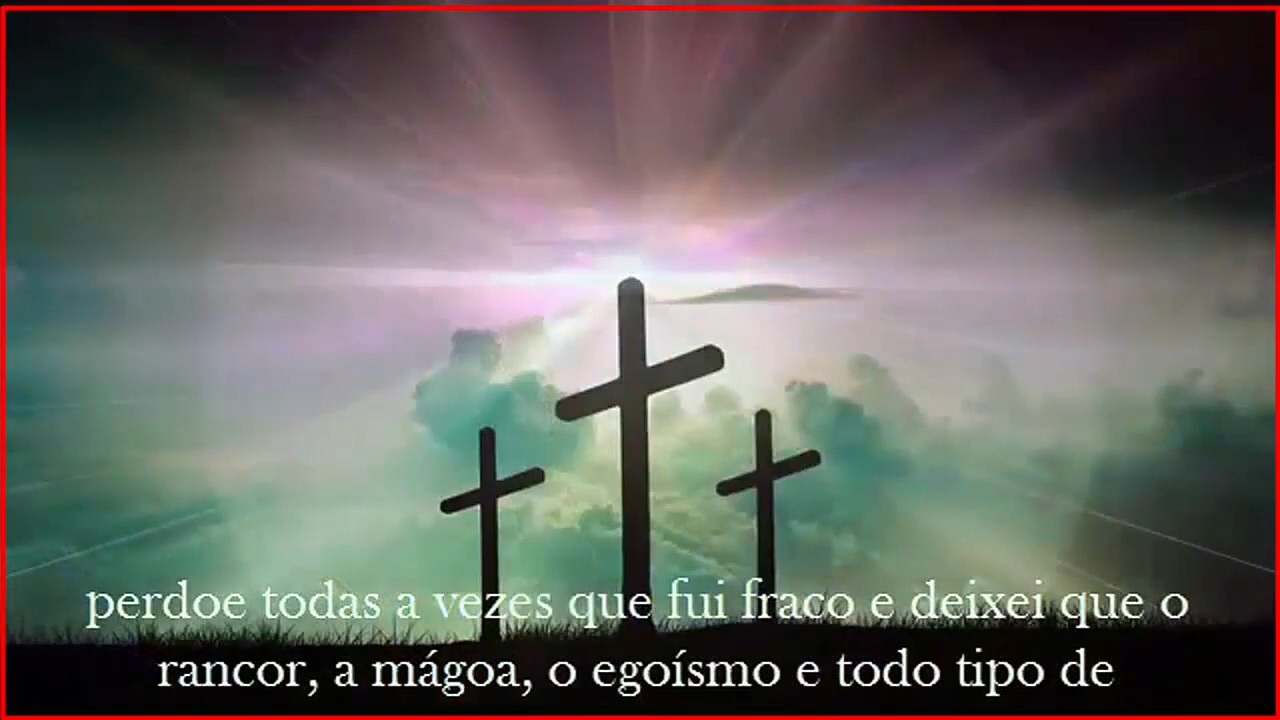 perdoe todas a vezes que fui fraco e deixei que o
rancor, a mágoa, o egoísmo e todo tipo de